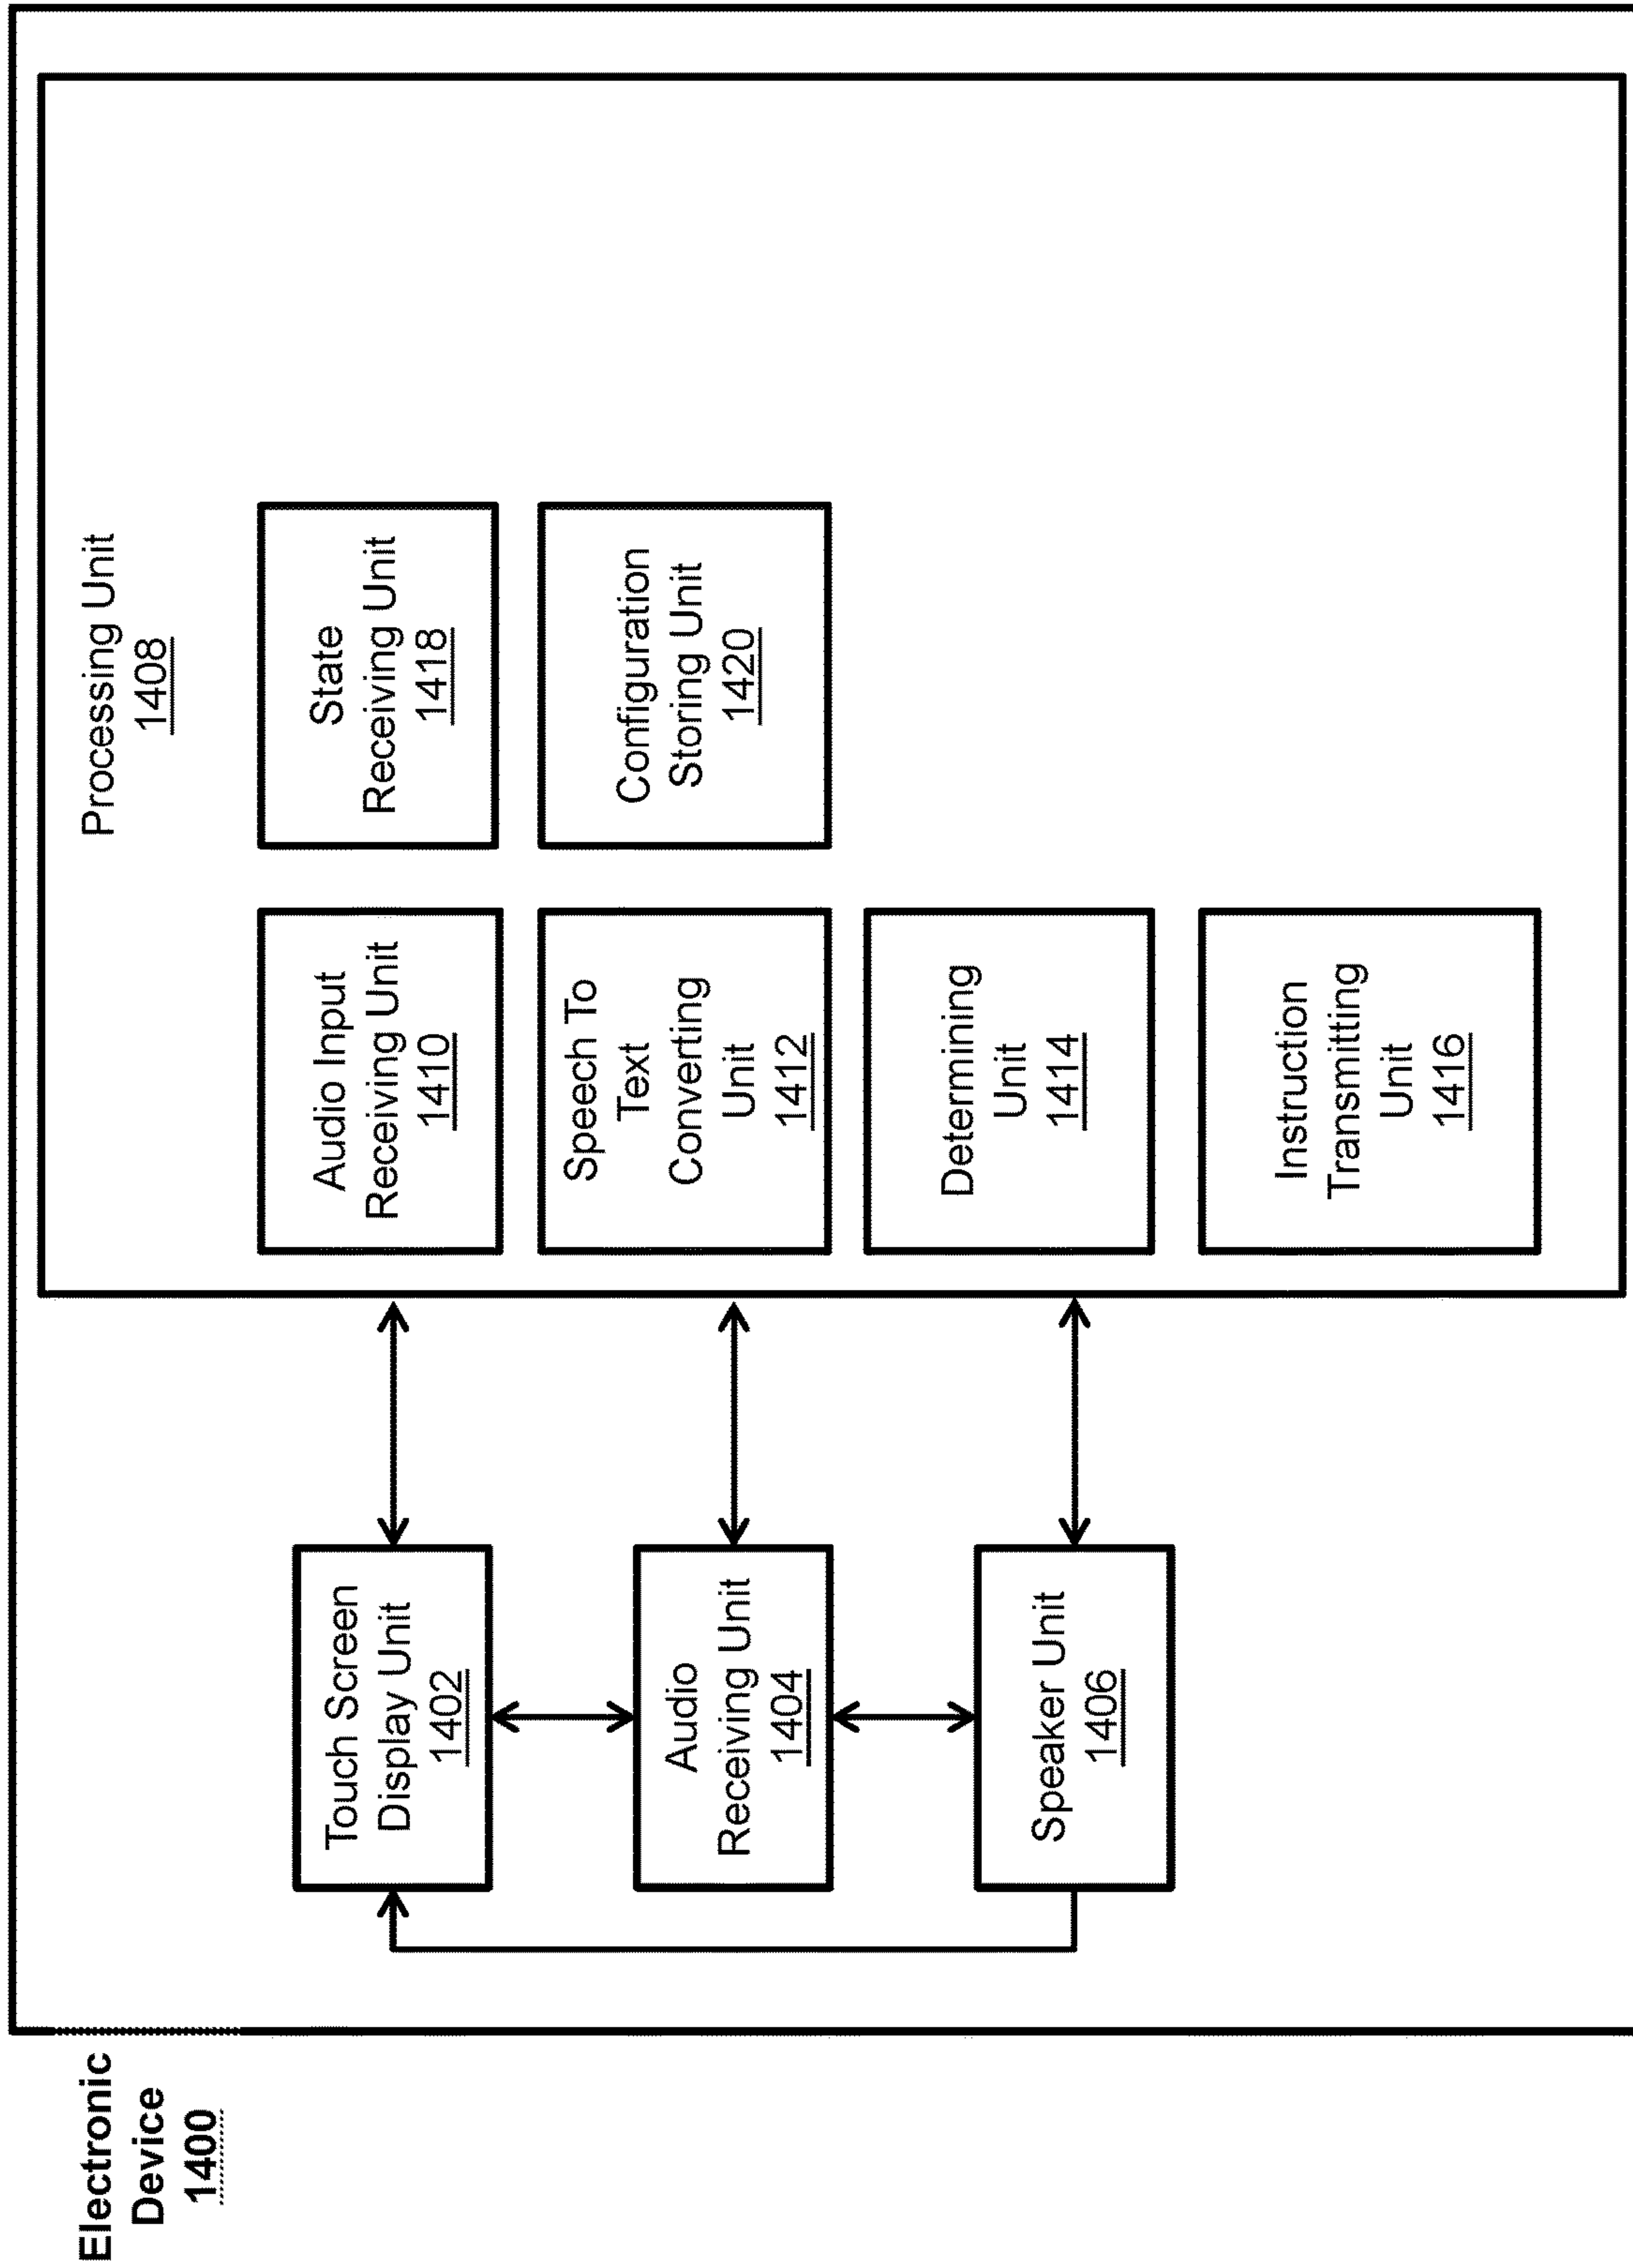 Electronic
Device
1400
Processing Unit
1408
Touch Screen
Display Unit
1402
Audio
Receiving Unit
1404
Speaker Unit
1406
Audio Input
Receiving Unit
1410
State
Receiving Unit
1418
Speech To
Text
Converting
Unit
1412
Configuration
Storing Unit
1420
Determining
Unit
1414
Instruction
Transmitting
Unit
1416